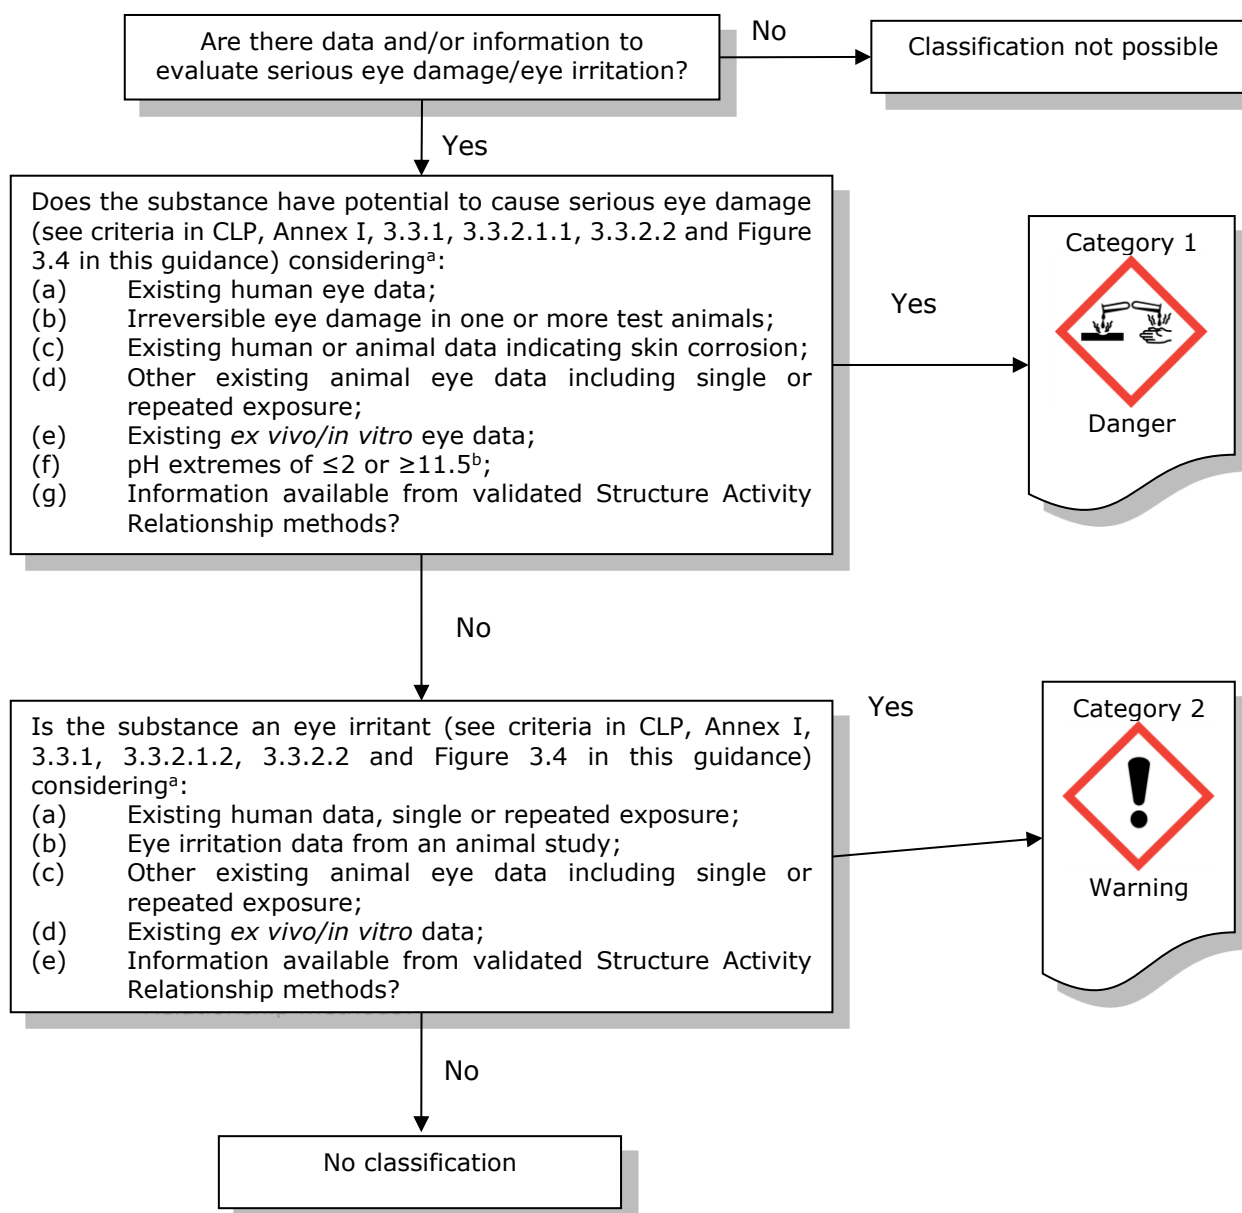 Are there data and/or information to
evaluate serious eye damage/eye irritation?
No
Classification not possible
Yes
Does the substance have potential to cause serious eye damage
(see criteria in CLP, Annex I, 3.3.1, 3.3.2.1.1, 3.3.2.2 and Figure
3.4 in this guidance) consideringᵃ:
(a) Existing human eye data;
(b) Irreversible eye damage in one or more test animals;
(c) Existing human or animal data indicating skin corrosion;
(d) Other existing animal eye data including single or
repeated exposure;
(e) Existing ex vivo/in vitro eye data;
(f) pH extremes of ≤2 or ≥11.5ᵇ;
(g) Information available from validated Structure Activity
Relationship methods?
Yes
Category 1
Danger
No
Is the substance an eye irritant (see criteria in CLP, Annex I,
3.3.1, 3.3.2.1.2, 3.3.2.2 and Figure 3.4 in this guidance)
consideringᵃ:
(a) Existing human data, single or repeated exposure;
(b) Eye irritation data from an animal study;
(c) Other existing animal eye data including single or
repeated exposure;
(d) Existing ex vivo/in vitro data;
(e) Information available from validated Structure Activity
Relationship methods?
Yes
Category 2
Warning
No
No classification